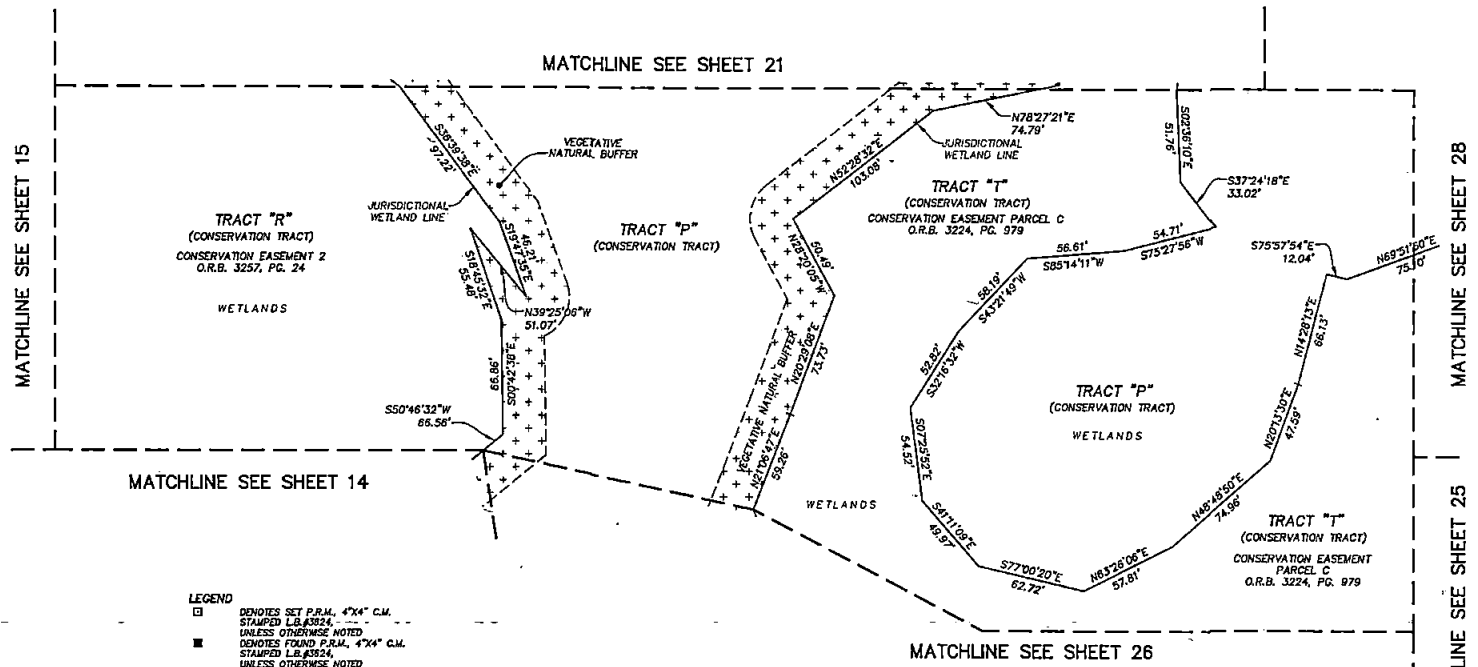 MATCHLINE SEE SHEET 21
MATCHLINE SEE SHEET 15
MATCHLINE SEE SHEET 28
S38°39'38"E
97.22'
VEGETATIVE
NATURAL BUFFER
JURISDICTIONAL
WETLAND LINE
TRACT "R"
(CONSERVATION TRACT)
CONSERVATION EASEMENT 2
O.R.B. 3257, PG. 24
WETLANDS
46.21'
S19°47'35"E
S18°45'32"E
55.48'
N39°25'06"W
51.07'
66.86'
S00°42'38"E
S50°46'32"W
66.56'
MATCHLINE SEE SHEET 14
TRACT "P"
(CONSERVATION TRACT)
N78°27'21"E
74.79'
JURISDICTIONAL
WETLAND LINE
N52°28'32"E
103.08'
TRACT "T"
(CONSERVATION TRACT)
CONSERVATION EASEMENT PARCEL C
O.R.B. 3224, PG. 979
50.49'
N28°20'05"W
N20°29'08"E
73.73'
VEGETATIVE NATURAL BUFFER
N21°06'47"E
59.26'
WETLANDS
S02°36'10"E
51.76'
S37°24'18"E
33.02'
54.71'
S75°27'56"W
56.61'
S85°14'11"W
58.19'
S43°21'49"W
52.82'
S32°16'32"W
S07°25'52"E
54.52'
S41°11'09"E
49.97'
S77°00'20"E
62.72'
N63°26'06"E
57.81'
N48°48'50"E
74.96'
N20°13'30"E
47.59'
N14°28'13"E
66.13'
S75°57'54"E
12.04'
N69°51'60"E
75.10'
TRACT "P"
(CONSERVATION TRACT)
WETLANDS
TRACT "T"
(CONSERVATION TRACT)
CONSERVATION EASEMENT
PARCEL C
O.R.B. 3224, PG. 979
LINE SEE SHEET 25
MATCHLINE SEE SHEET 26
LEGEND
DENOTES SET P.R.M., 4"X4" C.M.
STAMPED L.B.#3824,
UNLESS OTHERWISE NOTED
DENOTES FOUND P.R.M., 4"X4" C.M.
STAMPED L.B.#3824,
UNLESS OTHERWISE NOTED